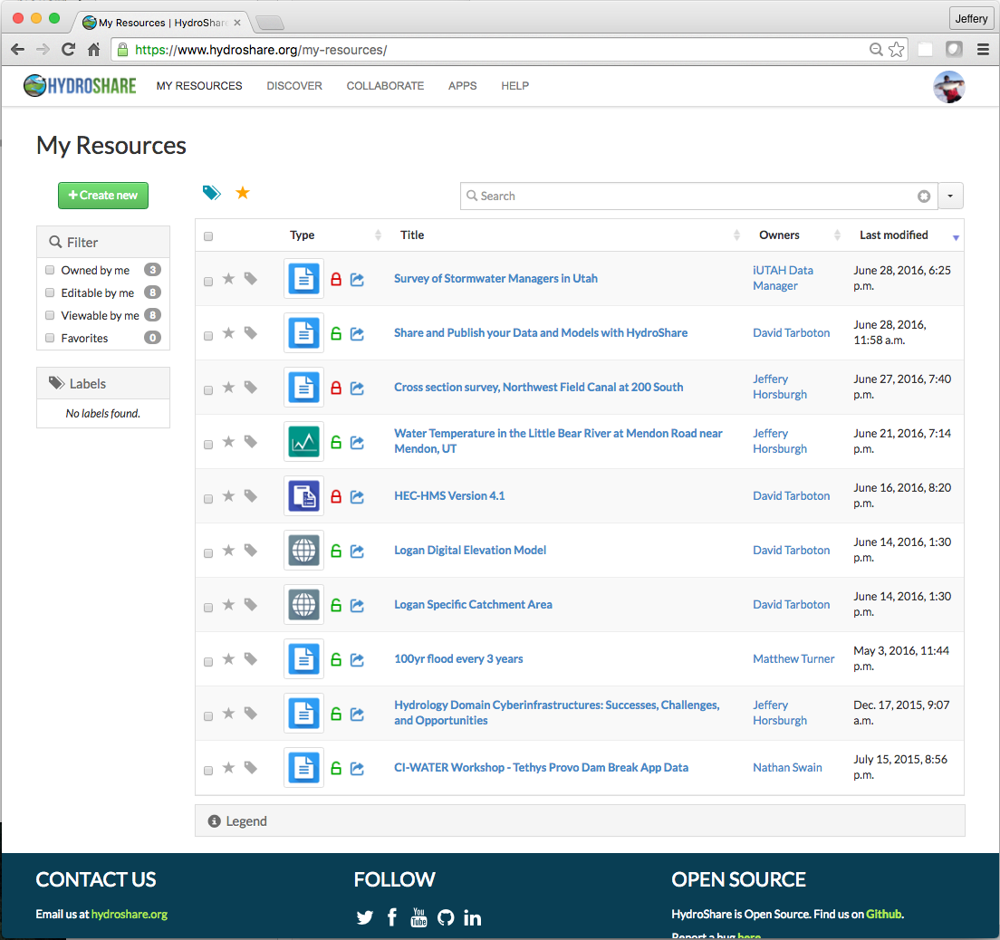 My Resources | HydroShare
Jeffery
https://www.hydroshare.org/my-resources/
HYDROSHARE MY RESOURCES DISCOVER COLLABORATE APPS HELP
My Resources
+ Create new
Search
Filter
Owned by me 3
Editable by me 8
Viewable by me 8
Favorites 0
Labels
No labels found.
Type Title Owners Last modified
Survey of Stormwater Managers in Utah
iUTAH Data
Manager
June 28, 2016, 6:25
p.m.
Share and Publish your Data and Models with HydroShare
David Tarboton
June 28, 2016,
11:58 a.m.
Cross section survey, Northwest Field Canal at 200 South
Jeffery
Horsburgh
June 27, 2016, 7:40
p.m.
Water Temperature in the Little Bear River at Mendon Road near
Mendon, UT
Jeffery
Horsburgh
June 21, 2016, 7:14
p.m.
HEC-HMS Version 4.1
David Tarboton
June 16, 2016, 8:20
p.m.
Logan Digital Elevation Model
David Tarboton
June 14, 2016, 1:30
p.m.
Logan Specific Catchment Area
David Tarboton
June 14, 2016, 1:30
p.m.
100yr flood every 3 years
Matthew Turner
May 3, 2016, 11:44
p.m.
Hydrology Domain Cyberinfrastructures: Successes, Challenges,
and Opportunities
Jeffery
Horsburgh
Dec. 17, 2015, 9:07
a.m.
CI-WATER Workshop - Tethys Provo Dam Break App Data
Nathan Swain
July 15, 2015, 8:56
p.m.
Legend
CONTACT US
Email us at hydroshare.org
FOLLOW
You
Tube
OPEN SOURCE
HydroShare is Open Source. Find us on Github.
Report a bug here